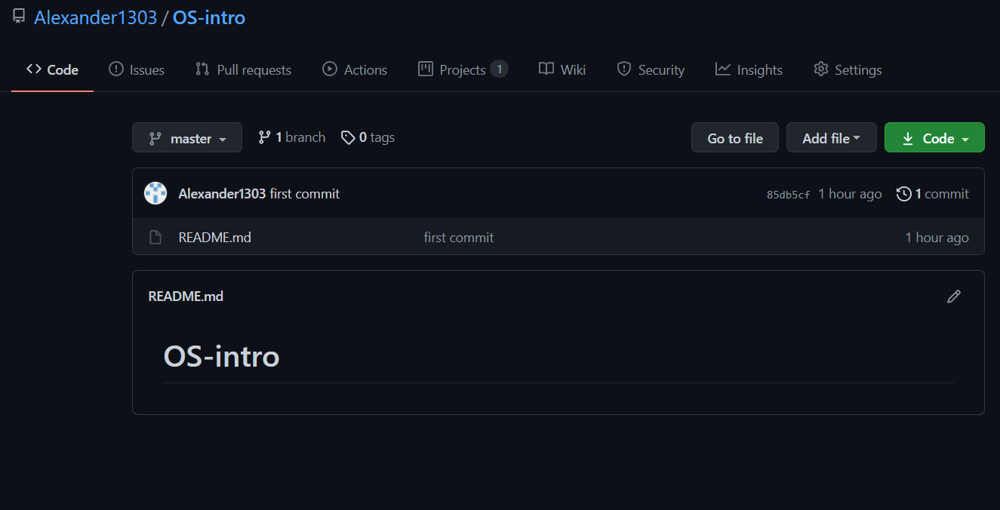 Alexander1303 / OS-intro
Code Issues Pull requests Actions Projects 1 Wiki Security Insights Settings
master 1 branch 0 tags Go to file Add file Code
Alexander1303 first commit 85db5cf 1 hour ago 1 commit
README.md first commit 1 hour ago
README.md
OS-intro